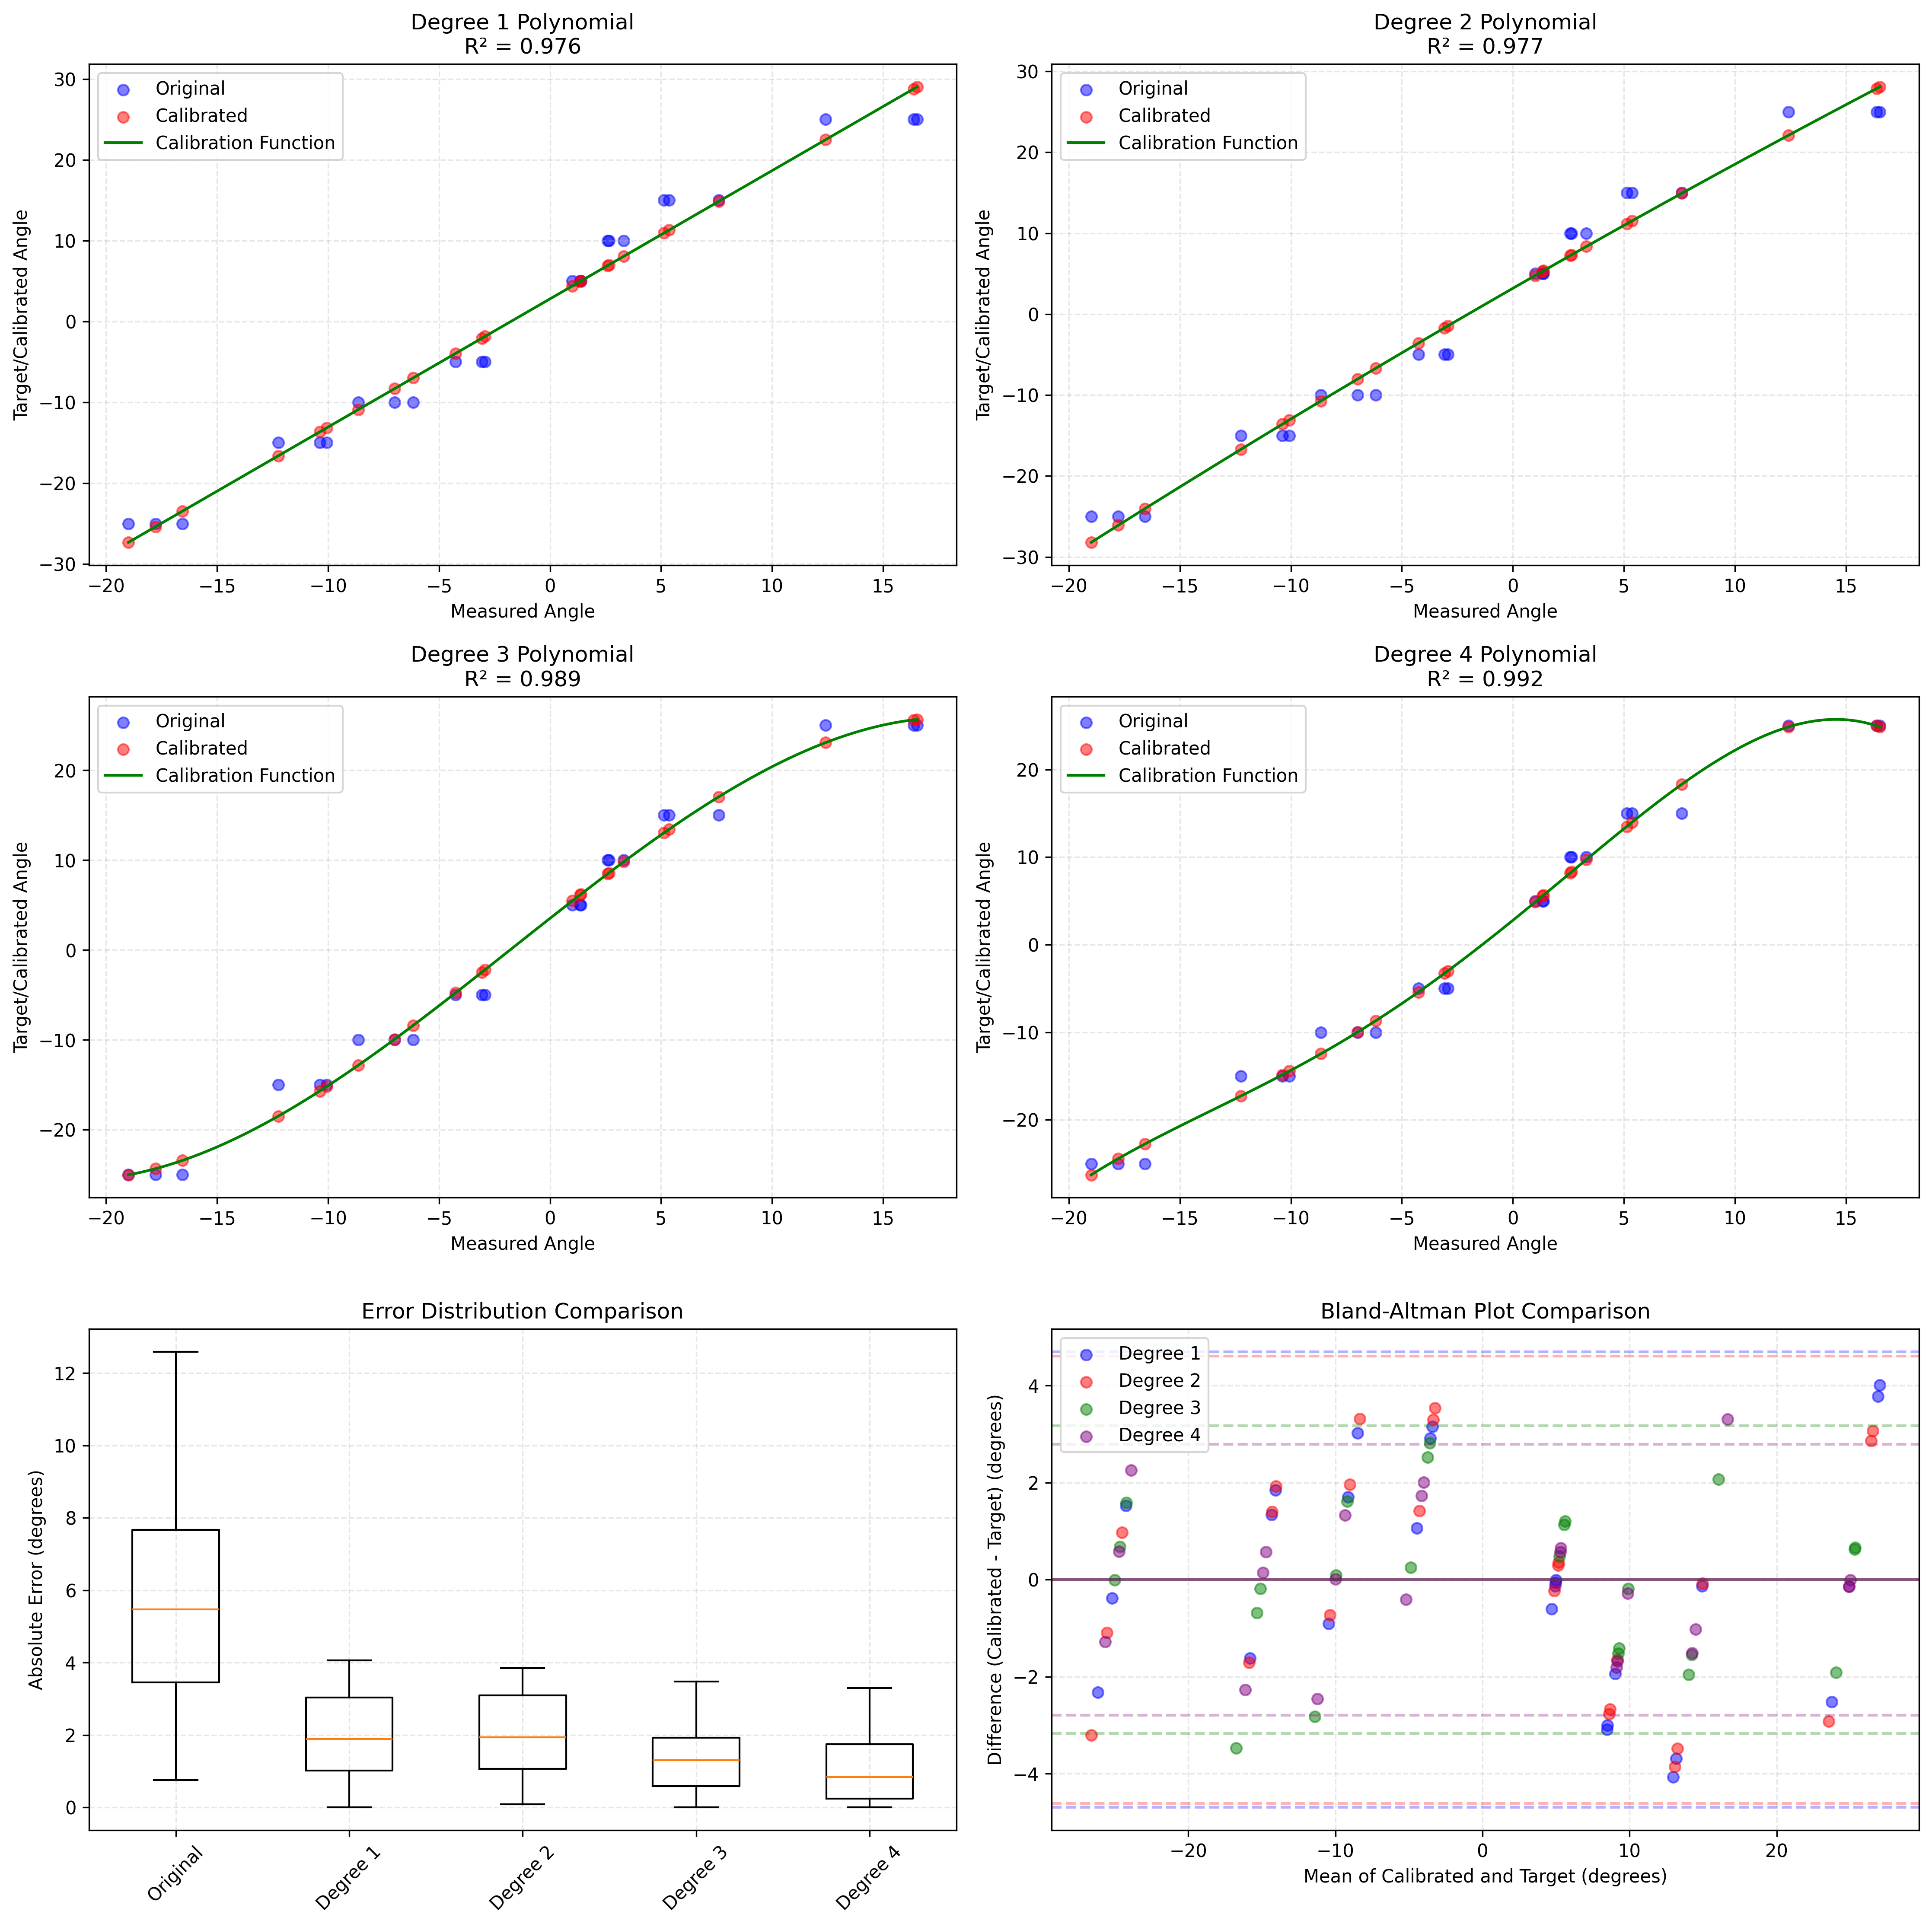 Degree 1 Polynomial
R² = 0.976
Original
Calibrated
Calibration Function
Target/Calibrated Angle
30
20
10
0
−10
−20
−30
−20 −15 −10 −5 0 5 10 15
Measured Angle
Degree 2 Polynomial
R² = 0.977
Original
Calibrated
Calibration Function
Target/Calibrated Angle
30
20
10
0
−10
−20
−30
−20 −15 −10 −5 0 5 10 15
Measured Angle
Degree 3 Polynomial
R² = 0.989
Original
Calibrated
Calibration Function
Target/Calibrated Angle
20
10
0
−10
−20
−20 −15 −10 −5 0 5 10 15
Measured Angle
Degree 4 Polynomial
R² = 0.992
Original
Calibrated
Calibration Function
Target/Calibrated Angle
20
10
0
−10
−20
−20 −15 −10 −5 0 5 10 15
Measured Angle
Error Distribution Comparison
Absolute Error (degrees)
12
10
8
6
4
2
0
Original Degree 1 Degree 2 Degree 3 Degree 4
Bland-Altman Plot Comparison
Degree 1
Degree 2
Degree 3
Degree 4
Difference (Calibrated - Target) (degrees)
4
2
0
−2
−4
−20 −10 0 10 20
Mean of Calibrated and Target (degrees)